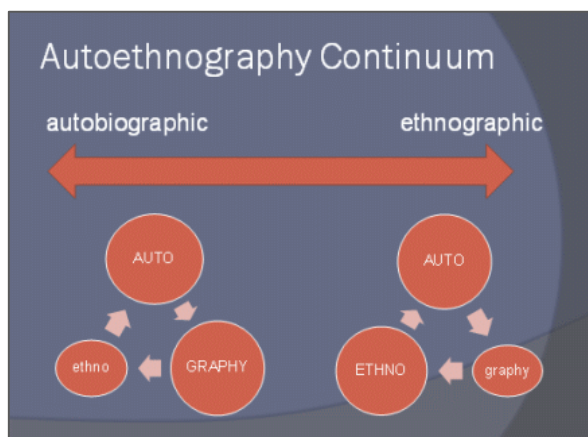 Autoethnography Continuum
autobiographic
ethnographic
AUTO
ethno
GRAPHY
AUTO
ETHNO
graphy